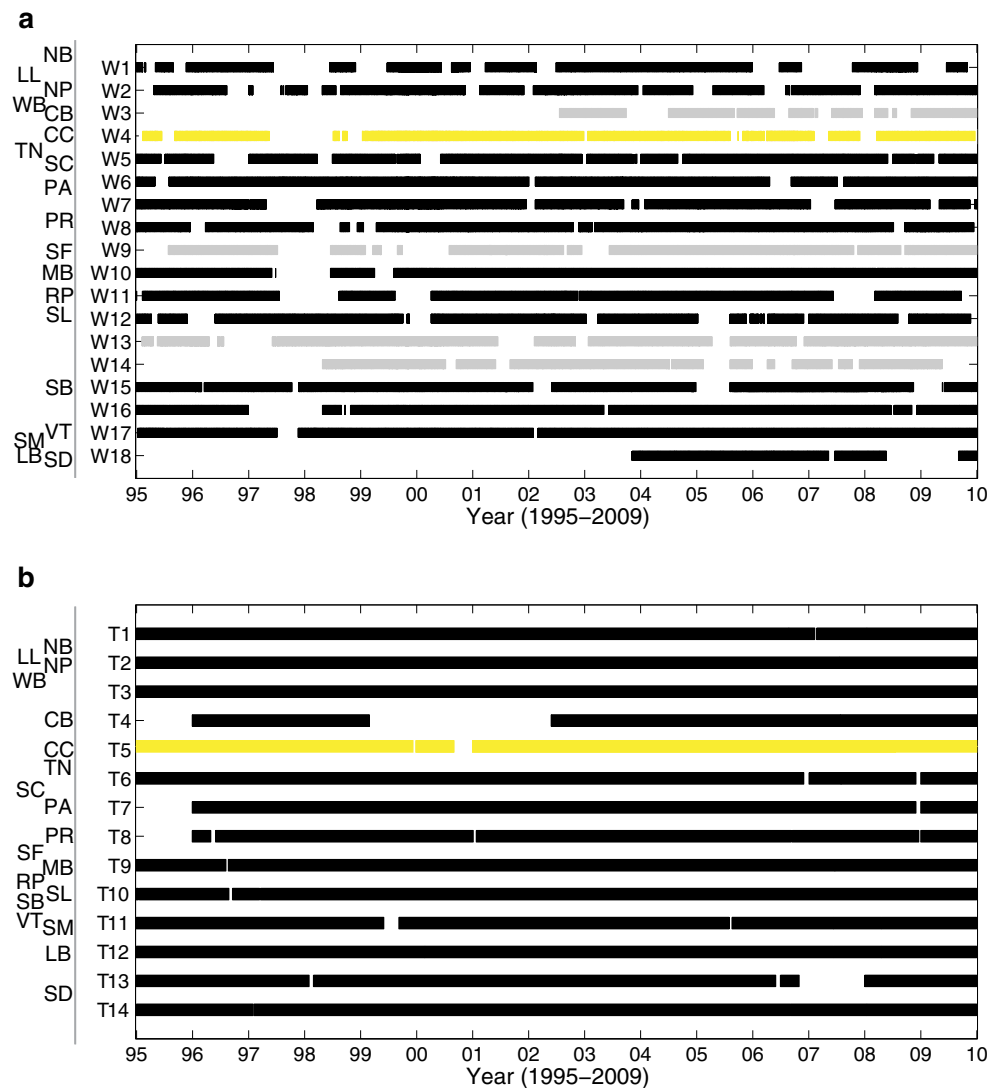 a
NB
LL
NP
WB
CB
CC
TN
SC
PA
PR
SF
MB
RP
SL
SB
VT
SM
LB
SD
W1
W2
W3
W4
W5
W6
W7
W8
W9
W10
W11
W12
W13
W14
W15
W16
W17
W18
95 96 97 98 99 00 01 02 03 04 05 06 07 08 09 10
Year (1995–2009)
b
NB
LL
NP
WB
CB
CC
TN
SC
PA
PR
SF
MB
RP
SL
SB
VT
SM
LB
SD
T1
T2
T3
T4
T5
T6
T7
T8
T9
T10
T11
T12
T13
T14
95 96 97 98 99 00 01 02 03 04 05 06 07 08 09 10
Year (1995–2009)